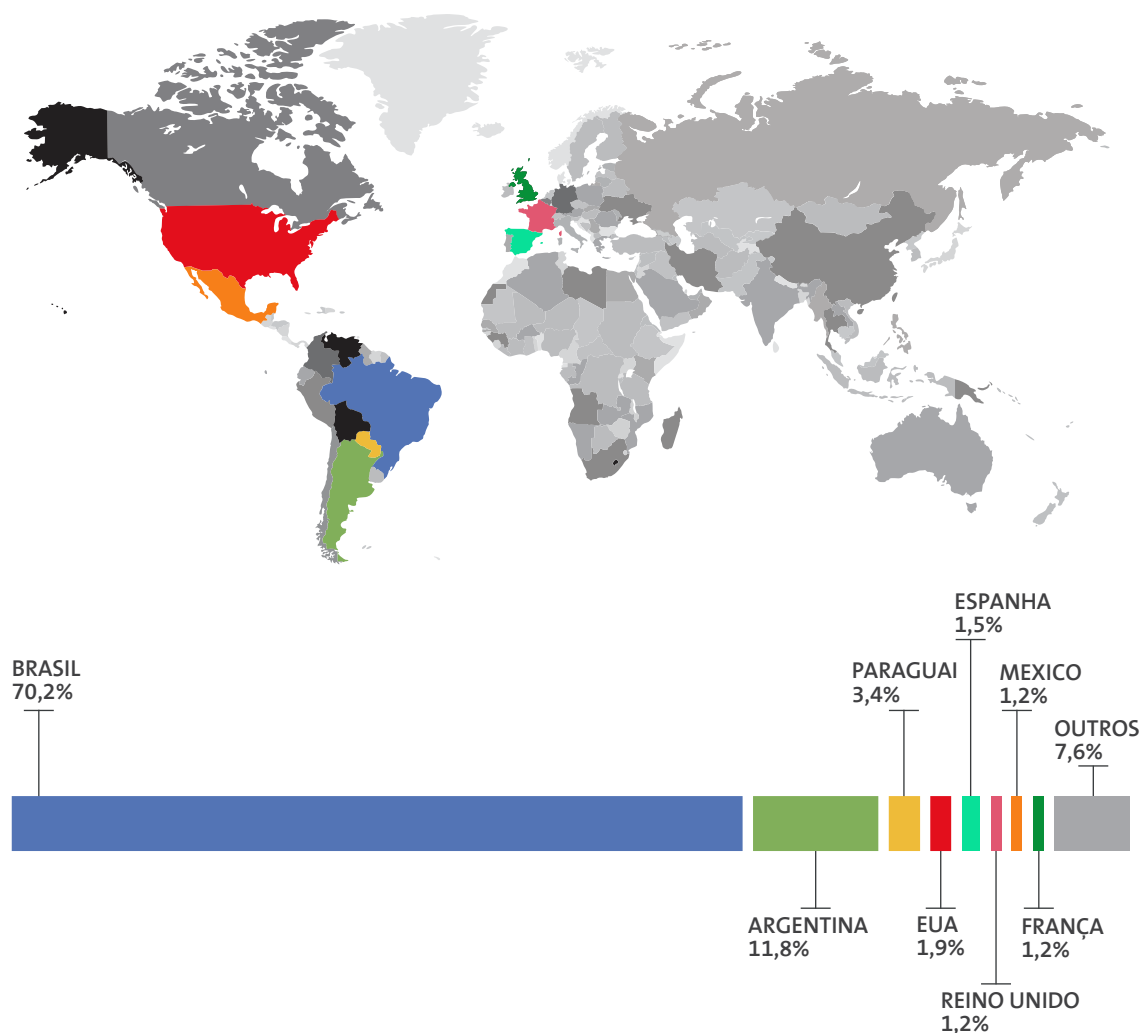 ESPANHA
1,5%
BRASIL
70,2%
PARAGUAI
3,4%
MEXICO
1,2%
OUTROS
7,6%
ARGENTINA
11,8%
EUA
1,9%
FRANÇA
1,2%
REINO UNIDO
1,2%